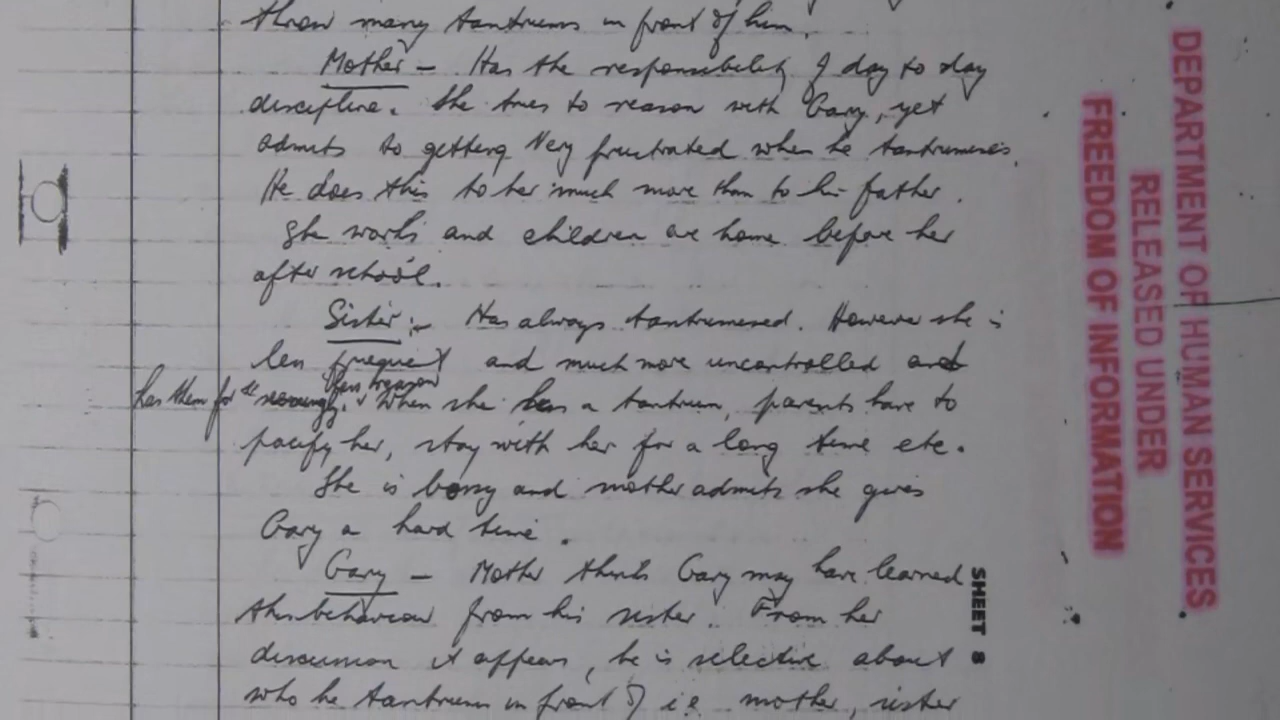 throw many tantrums in front of him.
Mother - Has the responsibility of day to day
discipline. She tries to reason with Gary, yet
admits to getting very frustrated when he tantrumeses.
He does this to her much more than to his father.
She works and children are home before her
after school.
Sister:- Has always tantrumesed. However she is
less frequent and much more uncontrolled and
has them for less reason. When she has a tantrum, parents have to
pacify her, stay with her for a long time etc.
She is bossy and mother admits she gives
Gary a hard time.
Gary - Mother thinks Gary may have learned
this behaviour from his sister. From her
discussion it appears, he is selective about
who he tantrums in front of i.e. mother, sister
SHEET 8
DEPARTMENT OF HUMAN SERVICES
RELEASED UNDER
FREEDOM OF INFORMATION